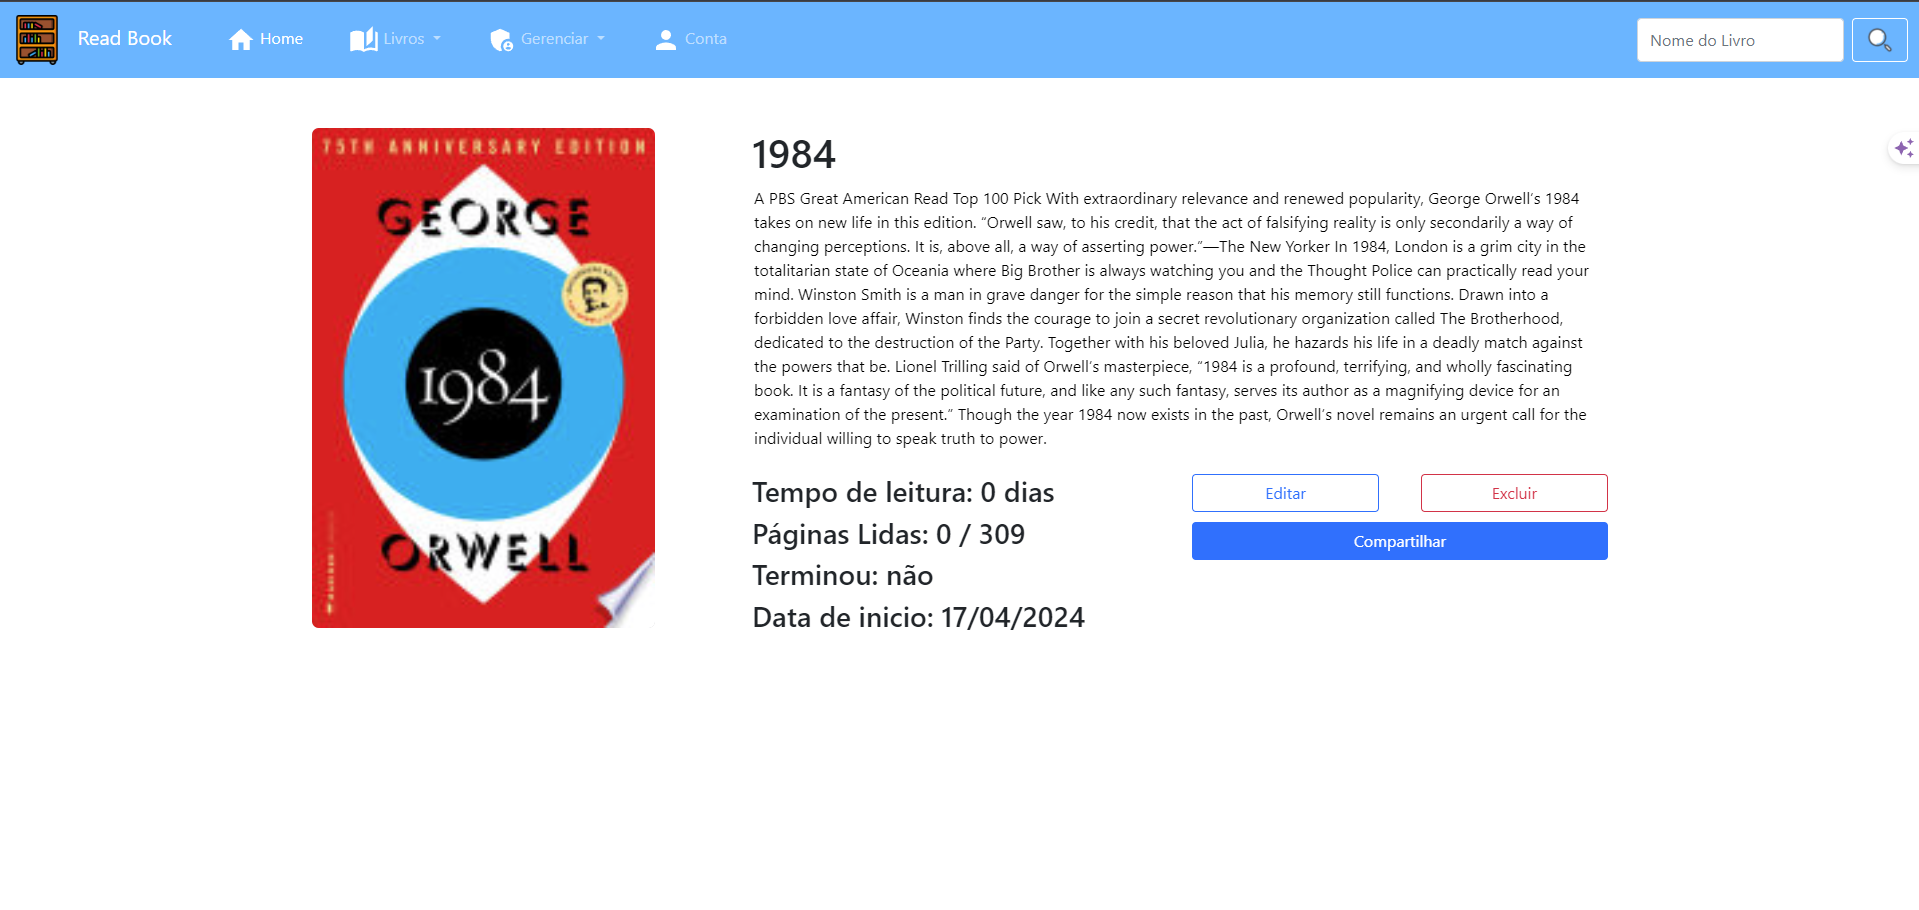 Read Book
Home
Livros
Gerenciar
Conta
Nome do Livro
75TH ANNIVERSARY EDITION
GEORGE
1984
ORWELL
1984
A PBS Great American Read Top 100 Pick With extraordinary relevance and renewed popularity, George Orwell’s 1984
takes on new life in this edition. “Orwell saw, to his credit, that the act of falsifying reality is only secondarily a way of
changing perceptions. It is, above all, a way of asserting power.”—The New Yorker In 1984, London is a grim city in the
totalitarian state of Oceania where Big Brother is always watching you and the Thought Police can practically read your
mind. Winston Smith is a man in grave danger for the simple reason that his memory still functions. Drawn into a
forbidden love affair, Winston finds the courage to join a secret revolutionary organization called The Brotherhood,
dedicated to the destruction of the Party. Together with his beloved Julia, he hazards his life in a deadly match against
the powers that be. Lionel Trilling said of Orwell’s masterpiece, “1984 is a profound, terrifying, and wholly fascinating
book. It is a fantasy of the political future, and like any such fantasy, serves its author as a magnifying device for an
examination of the present.” Though the year 1984 now exists in the past, Orwell’s novel remains an urgent call for the
individual willing to speak truth to power.
Tempo de leitura: 0 dias
Páginas Lidas: 0 / 309
Terminou: não
Data de inicio: 17/04/2024
Editar
Excluir
Compartilhar